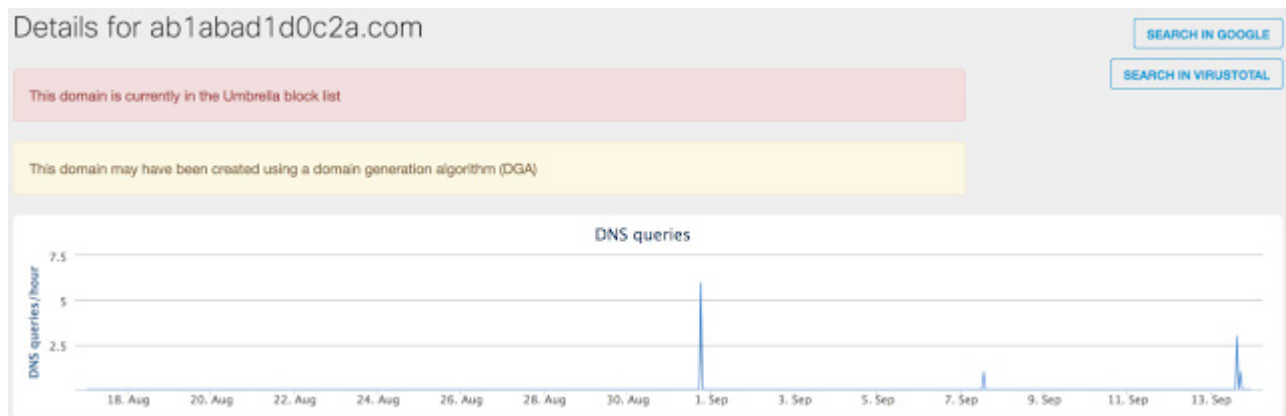 Details for ab1abad1d0c2a.com
SEARCH IN GOOGLE
SEARCH IN VIRUSTOTAL
This domain is currently in the Umbrella block list
This domain may have been created using a domain generation algorithm (DGA)
DNS queries
DNS queries/hour
7.5
5
2.5
18. Aug 20. Aug 22. Aug 24. Aug 26. Aug 28. Aug 30. Aug 1. Sep 3. Sep 5. Sep 7. Sep 9. Sep 11. Sep 13. Sep